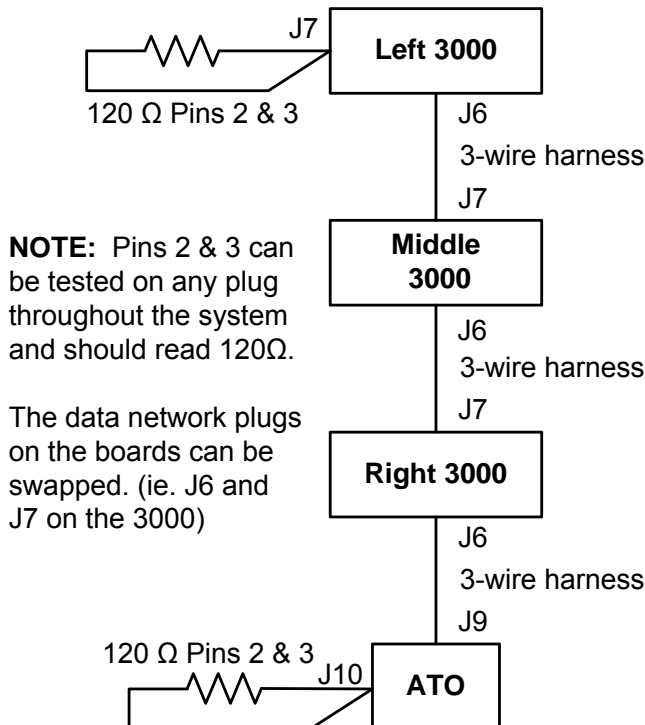 J7
Left 3000
120 Ω Pins 2 & 3
J6
3-wire harness
J7
NOTE: Pins 2 & 3 can
be tested on any plug
throughout the system
and should read 120Ω.
Middle
3000
J6
3-wire harness
J7
The data network plugs
on the boards can be
swapped. (ie. J6 and
J7 on the 3000)
Right 3000
J6
3-wire harness
J9
120 Ω Pins 2 & 3
J10
ATO